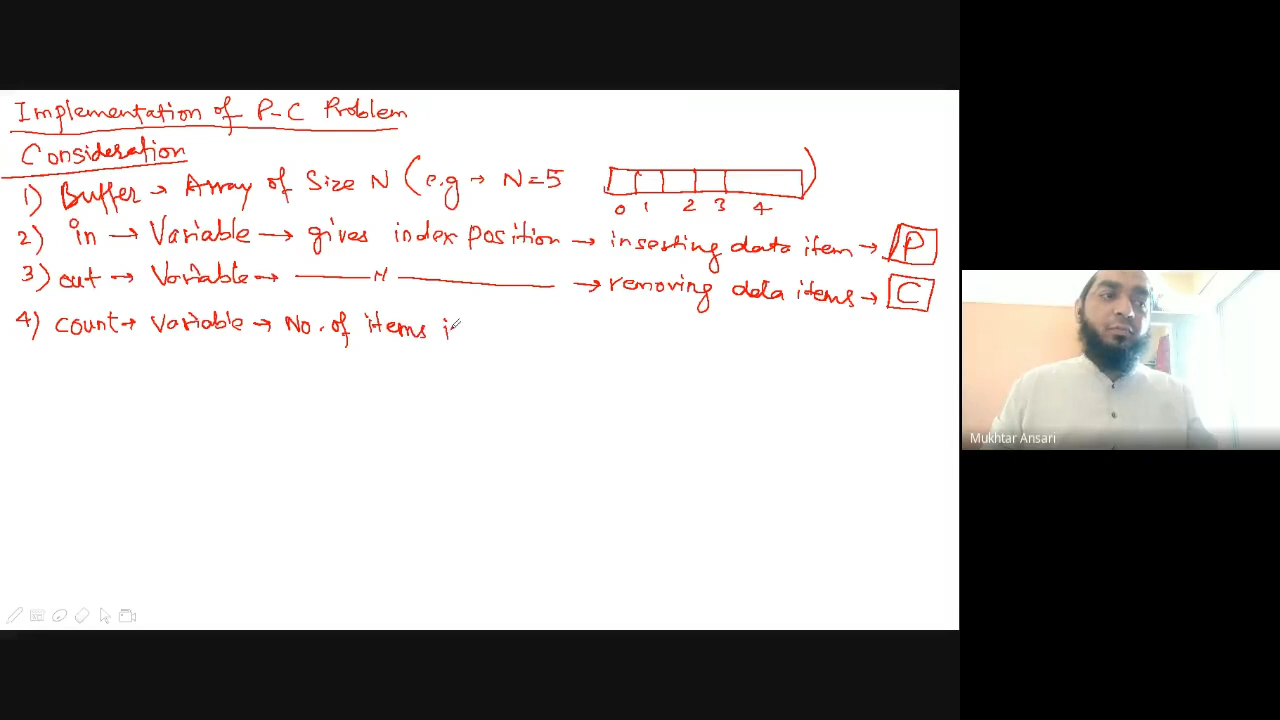 Implementation of P-C Problem
Consideration
1) Buffer → Array of Size N (e.g → N=5 )
0 1 2 3 4
2) in → Variable → gives index position → inserting data item → P
3) out → Variable → —— 〃 —— → removing data items → C
4) count → Variable → No. of items i
Mukhtar Ansari